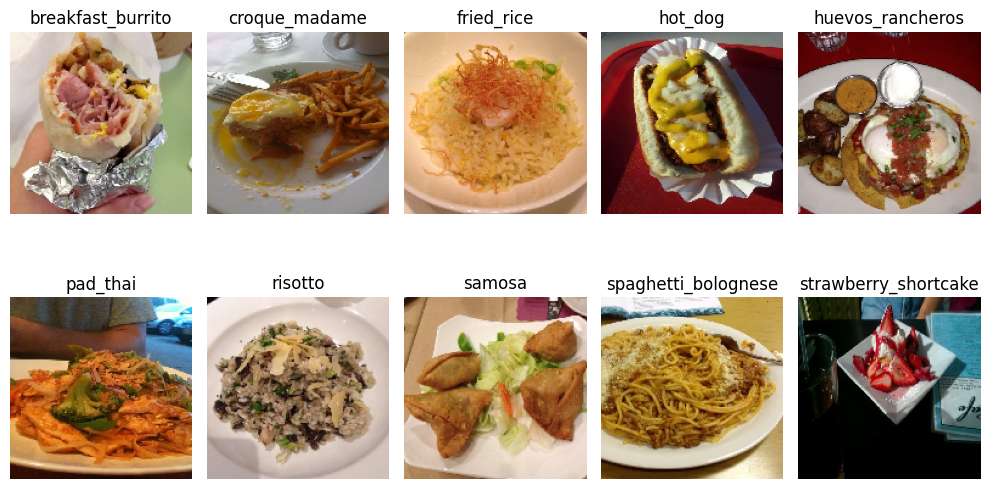 breakfast_burrito
croque_madame
fried_rice
hot_dog
huevos_rancheros
pad_thai
risotto
samosa
spaghetti_bolognese
strawberry_shortcake